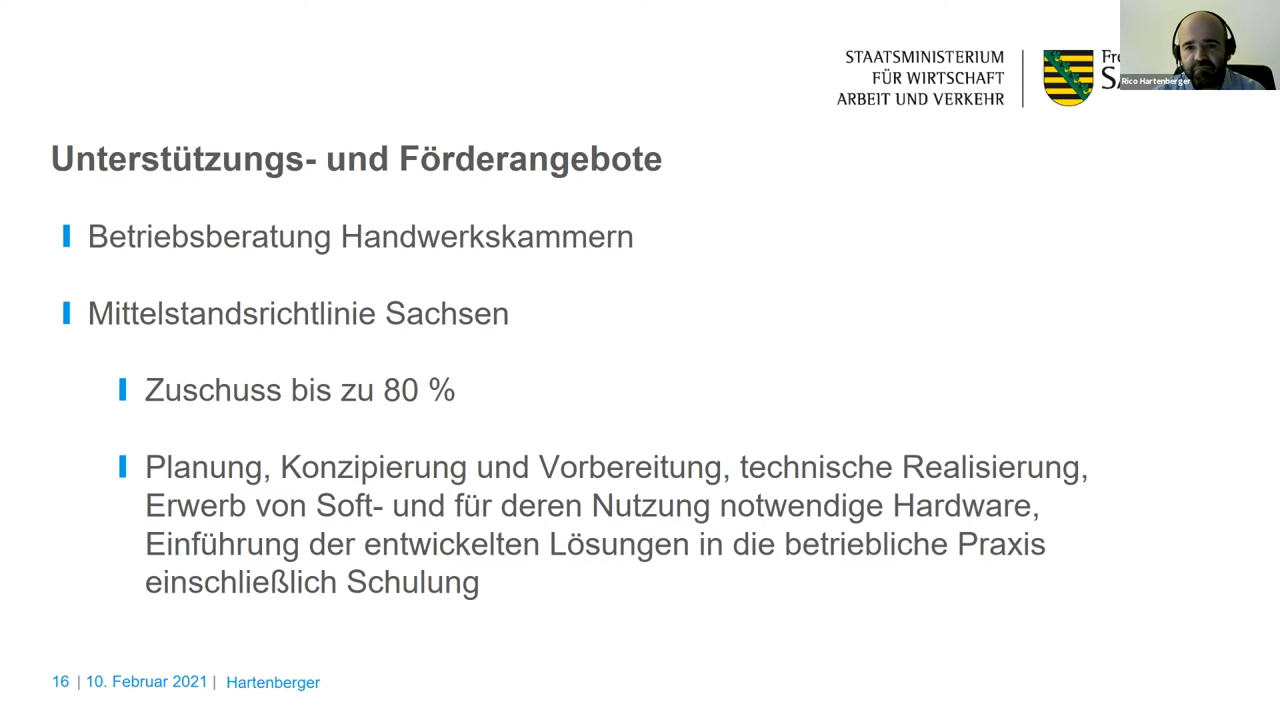 STAATSMINISTERIUM
FÜR WIRTSCHAFT
ARBEIT UND VERKEHR
Rico Hartenberger
Unterstützungs- und Förderangebote
Betriebsberatung Handwerkskammern
Mittelstandsrichtlinie Sachsen
Zuschuss bis zu 80 %
Planung, Konzipierung und Vorbereitung, technische Realisierung,
Erwerb von Soft- und für deren Nutzung notwendige Hardware,
Einführung der entwickelten Lösungen in die betriebliche Praxis
einschließlich Schulung
16 | 10. Februar 2021 | Hartenberger